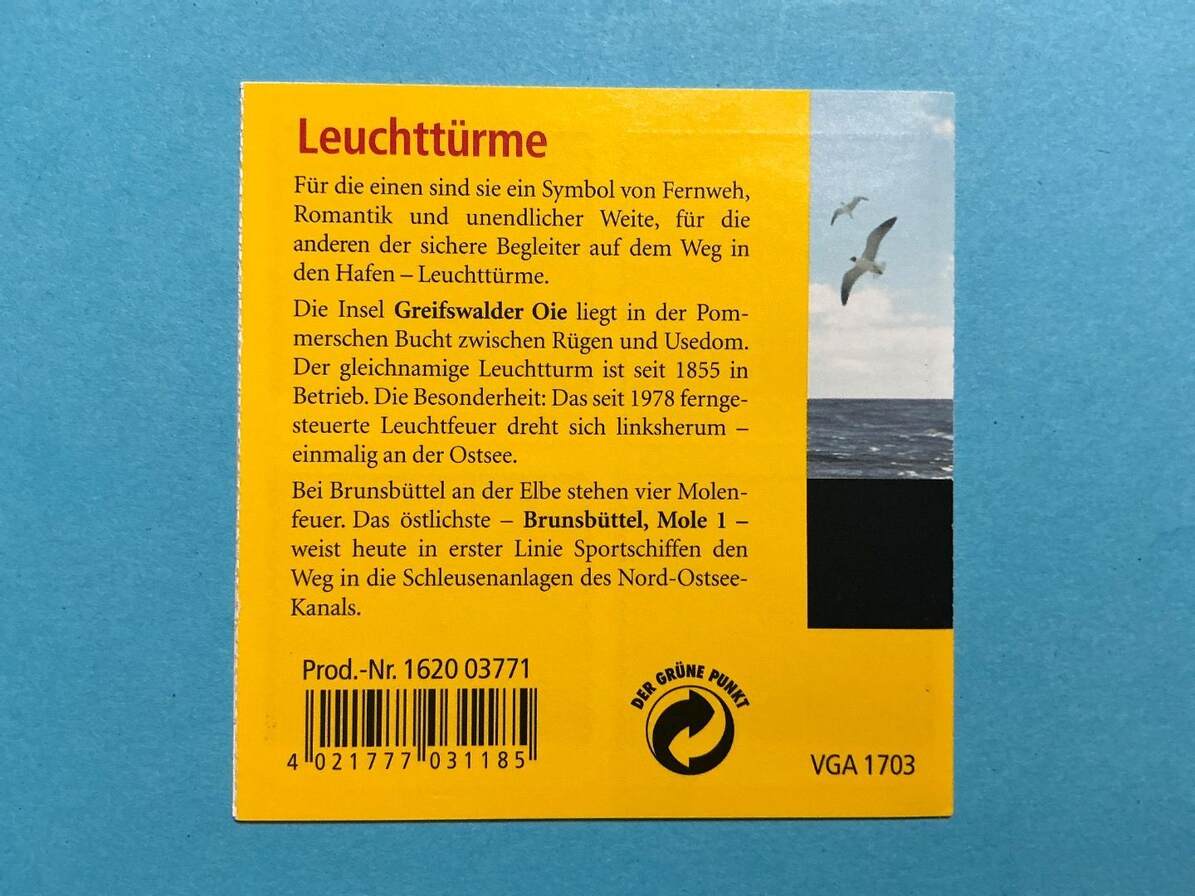 Leuchttürme
Für die einen sind sie ein Symbol von Fernweh,
Romantik und unendlicher Weite, für die
anderen der sichere Begleiter auf dem Weg in
den Hafen – Leuchttürme.
Die Insel Greifswalder Oie liegt in der Pom-
merschen Bucht zwischen Rügen und Usedom.
Der gleichnamige Leuchtturm ist seit 1855 in
Betrieb. Die Besonderheit: Das seit 1978 fernge-
steuerte Leuchtfeuer dreht sich linksherum –
einmalig an der Ostsee.
Bei Brunsbüttel an der Elbe stehen vier Molen-
feuer. Das östlichste – Brunsbüttel, Mole 1 –
weist heute in erster Linie Sportschiffen den
Weg in die Schleusenanlagen des Nord-Ostsee-
Kanals.
Prod.-Nr. 1620 03771
4 021777 031185
DER GRÜNE PUNKT
VGA 1703